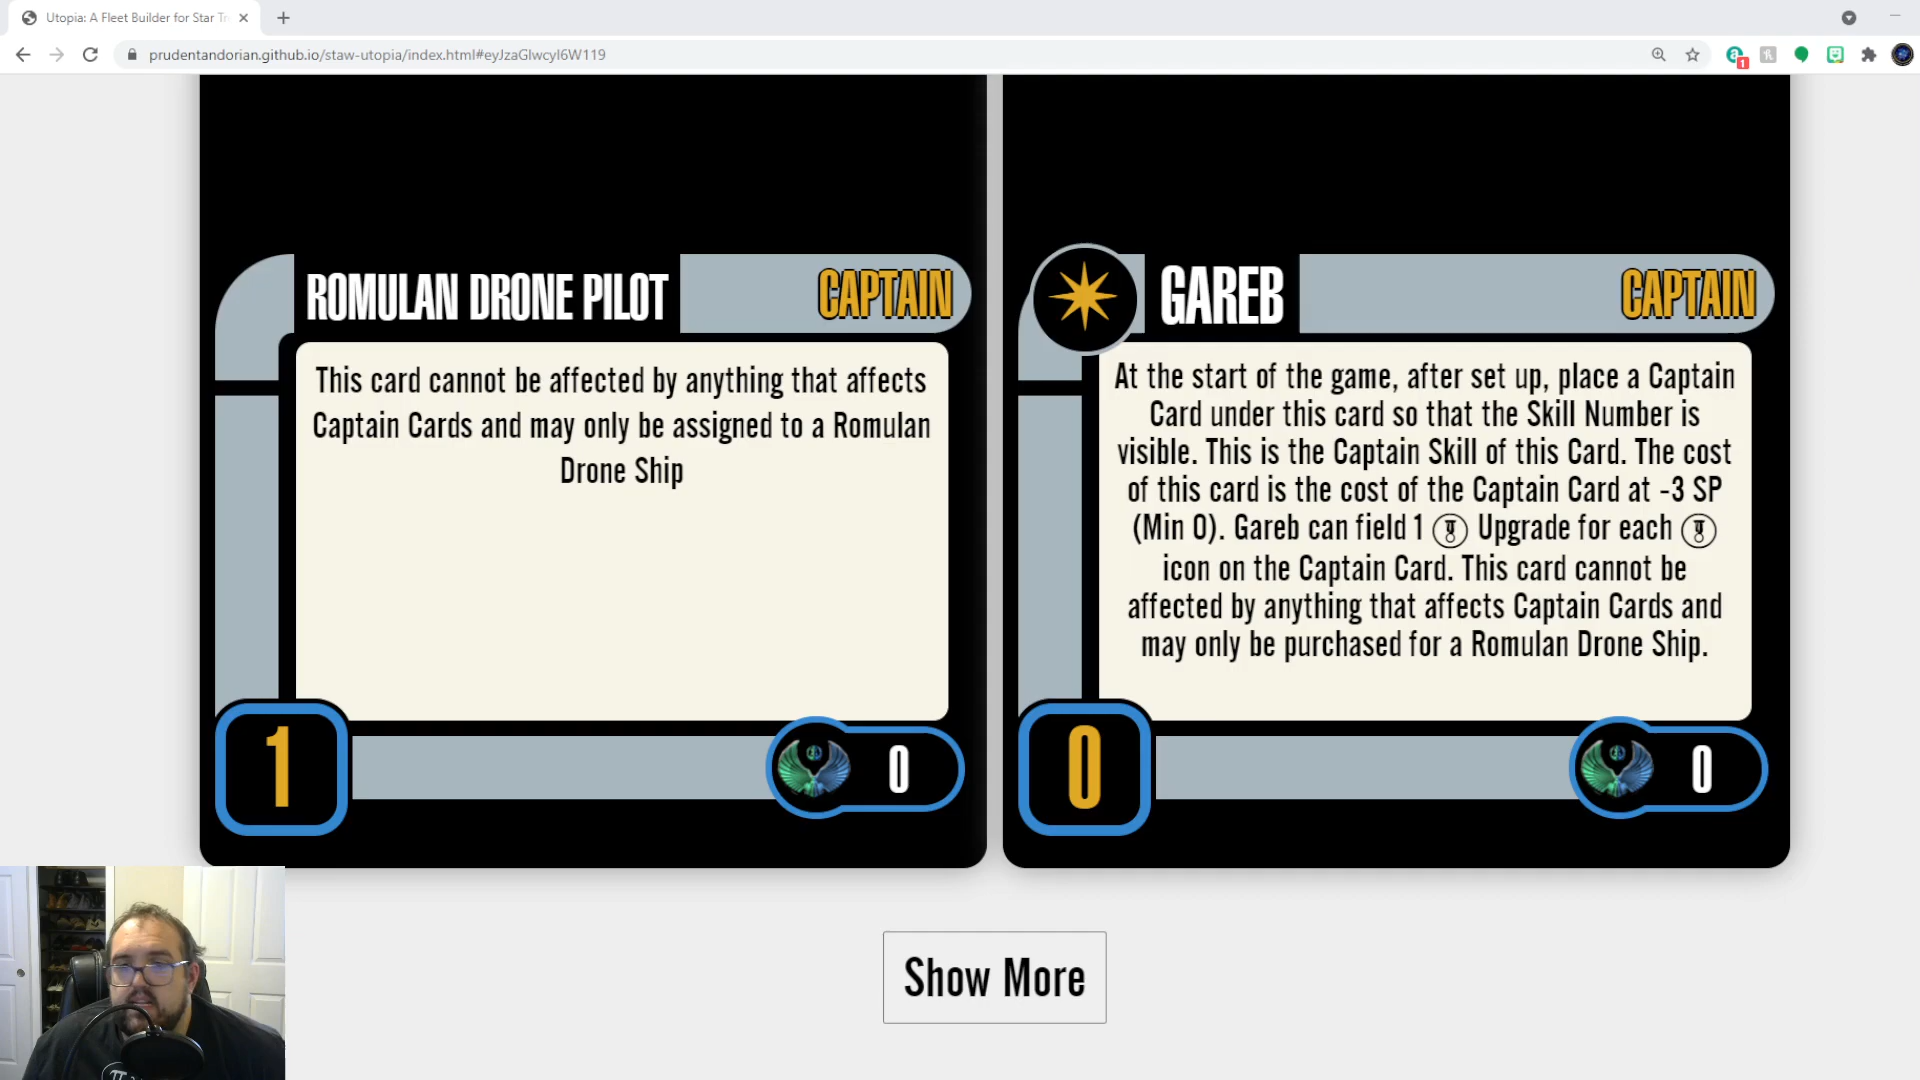 Utopia: A Fleet Builder for Star Tr
prudentandorian.github.io/staw-utopia/index.html#eyJzaGlwcyI6W119
1
ROMULAN DRONE PILOT
CAPTAIN
This card cannot be affected by anything that affects
Captain Cards and may only be assigned to a Romulan
Drone Ship
1
0
GAREB
CAPTAIN
At the start of the game, after set up, place a Captain
Card under this card so that the Skill Number is
visible. This is the Captain Skill of this Card. The cost
of this card is the cost of the Captain Card at -3 SP
(Min 0). Gareb can field 1 Upgrade for each
icon on the Captain Card. This card cannot be
affected by anything that affects Captain Cards and
may only be purchased for a Romulan Drone Ship.
0
0
Show More